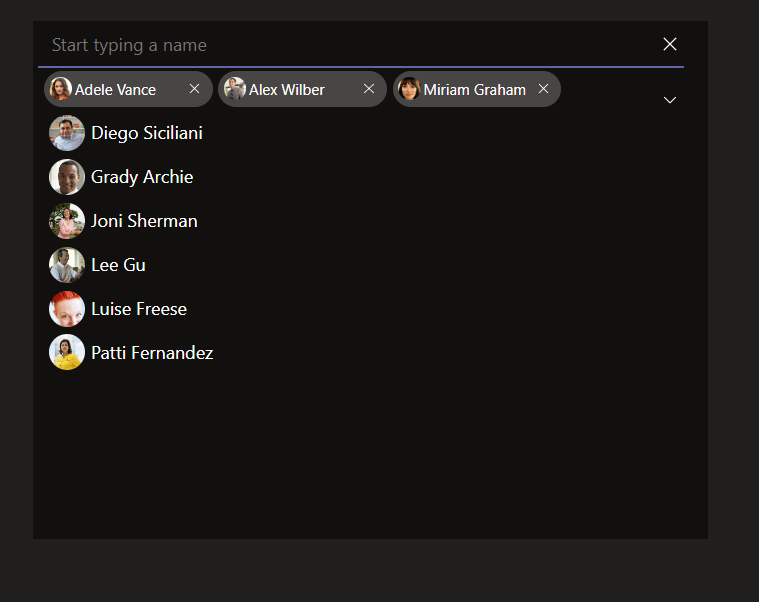 Start typing a name
Adele Vance Alex Wilber Miriam Graham
Diego Siciliani
Grady Archie
Joni Sherman
Lee Gu
Luise Freese
Patti Fernandez